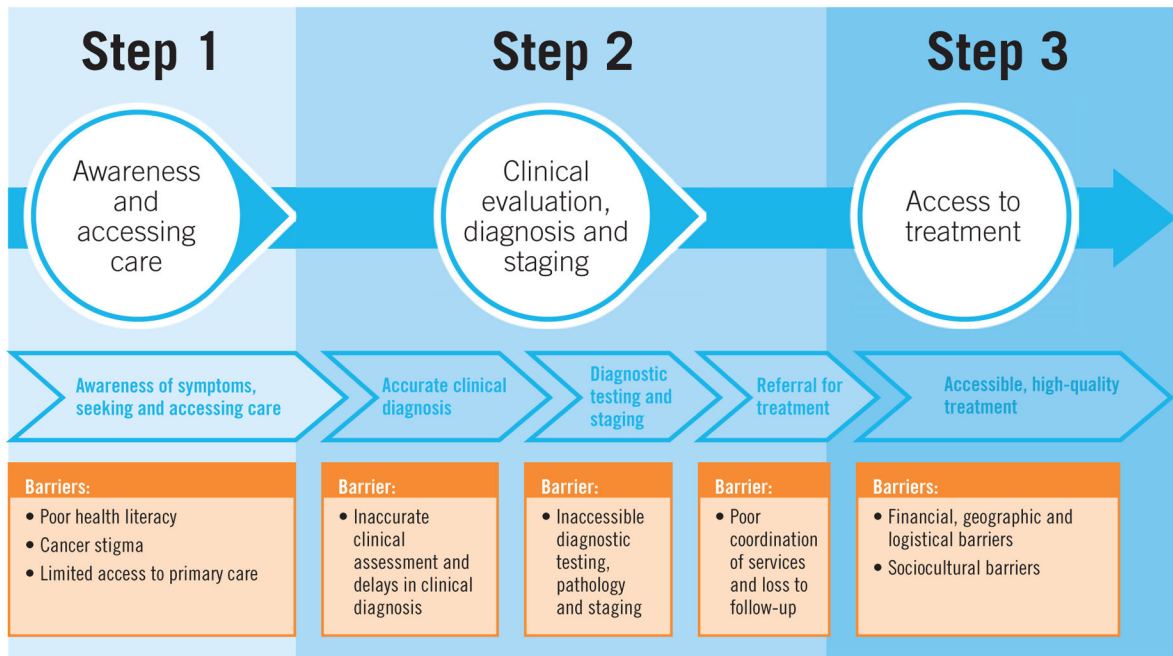 Step 1
Step 2
Step 3
Awareness
and
accessing
care
Clinical
evaluation,
diagnosis and
staging
Access to
treatment
Awareness of symptoms,
seeking and accessing care
Accurate clinical
diagnosis
Diagnostic
testing and
staging
Referral for
treatment
Accessible, high-quality
treatment
Barriers:
• Poor health literacy
• Cancer stigma
• Limited access to primary care
Barrier:
• Inaccurate
clinical
assessment and
delays in clinical
diagnosis
Barrier:
• Inaccessible
diagnostic
testing,
pathology
and staging
Barrier:
• Poor
coordination
of services
and loss to
follow-up
Barriers:
• Financial, geographic and
logistical barriers
• Sociocultural barriers